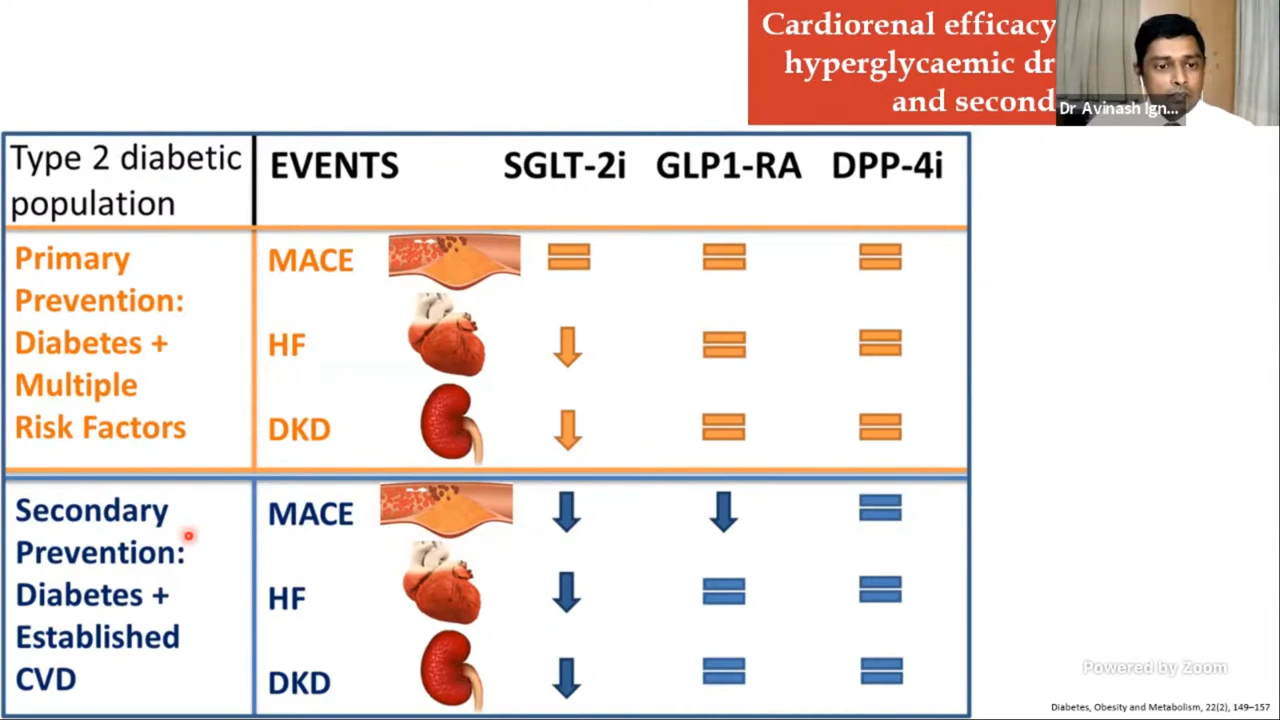 Cardiorenal efficacy
hyperglycaemic dr
and second
Dr Avinash Ign...
Type 2 diabetic
population
EVENTS SGLT-2i GLP1-RA DPP-4i
Primary
Prevention:
Diabetes +
Multiple
Risk Factors
MACE
HF
DKD
Secondary
Prevention:
Diabetes +
Established
CVD
MACE
HF
DKD
Powered by Zoom
Diabetes, Obesity and Metabolism, 22(2), 149–157